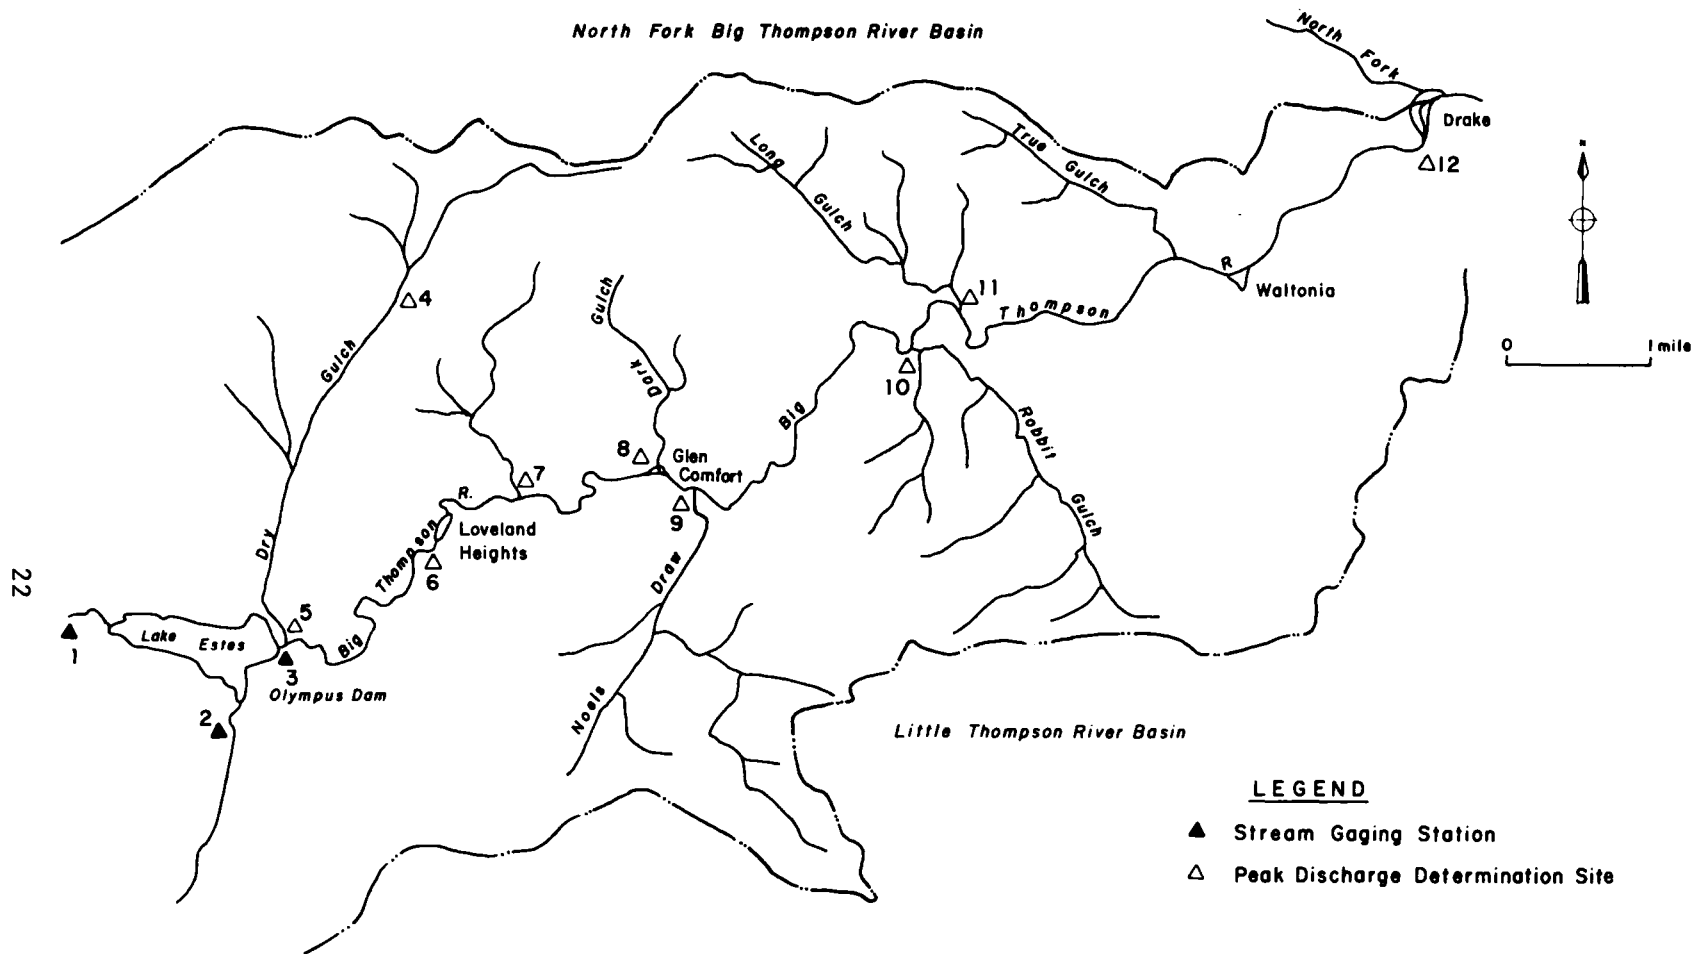 North Fork Big Thompson River Basin
North Fork
Drake
12
Long Gulch
True Gulch
N
0 1 mile
R
Waltonia
11
Thompson
4
Gulch
Gulch
Dark
10
Big
Rabbit
Gulch
8
Glen
Comfort
7
R.
9
Loveland
Heights
Thompson
6
Dry
Draw
22
5
Lake Estes
Big
1
3
Olympus Dam
2
Noels
Little Thompson River Basin
LEGEND
Stream Gaging Station
Peak Discharge Determination Site